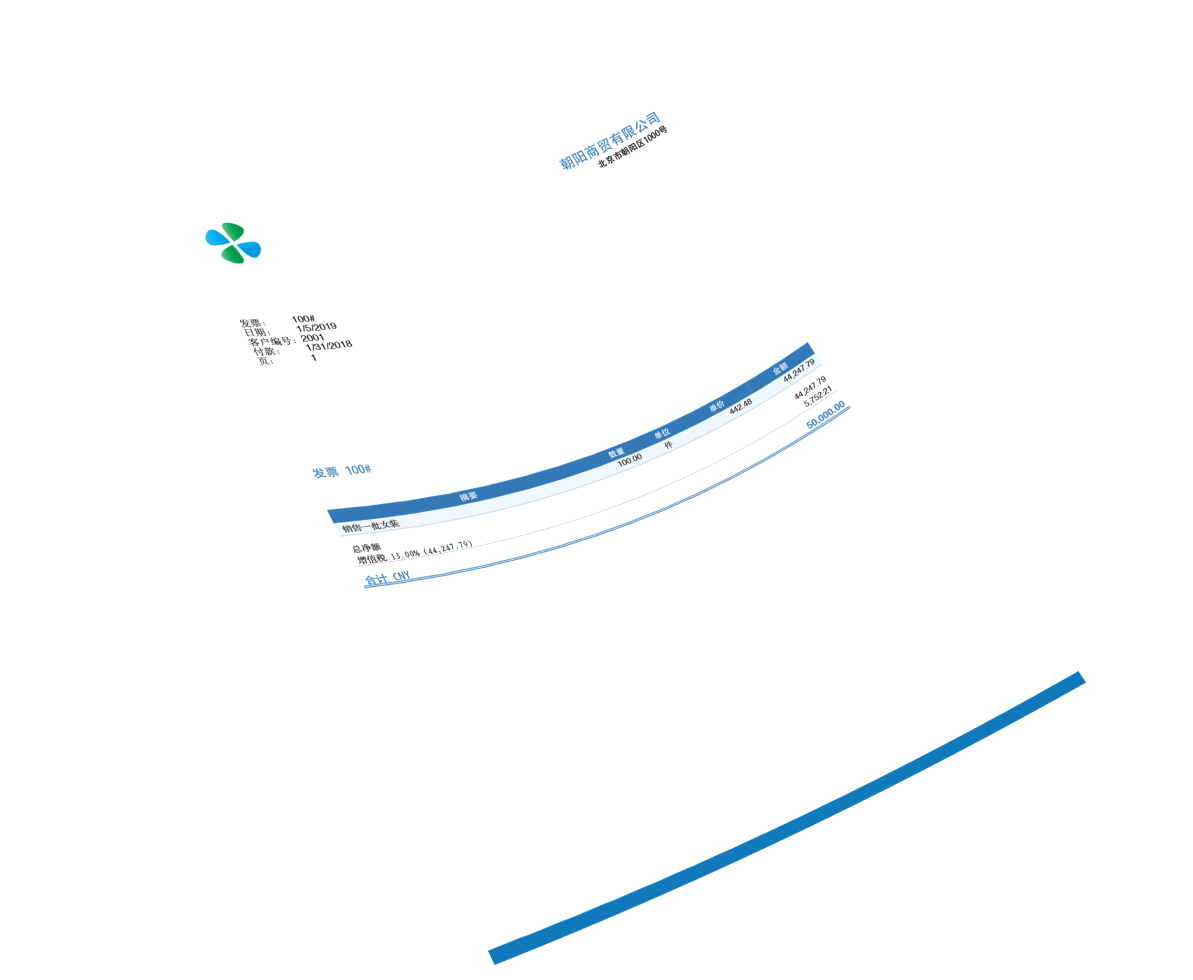 朝阳商贸有限公司
北京市朝阳区1000号
发票: 100#
日期: 1/5/2019
客户编号: 2001
付款: 1/31/2018
页: 1
发票 100#
摘要 数量 单位 单价 金额
销售一批女装 100.00 件 442.48 44,247.79
总净额 44,247.79
增值税 13.00% (44,247.79) 5,752.21
合计 CNY 50,000.00